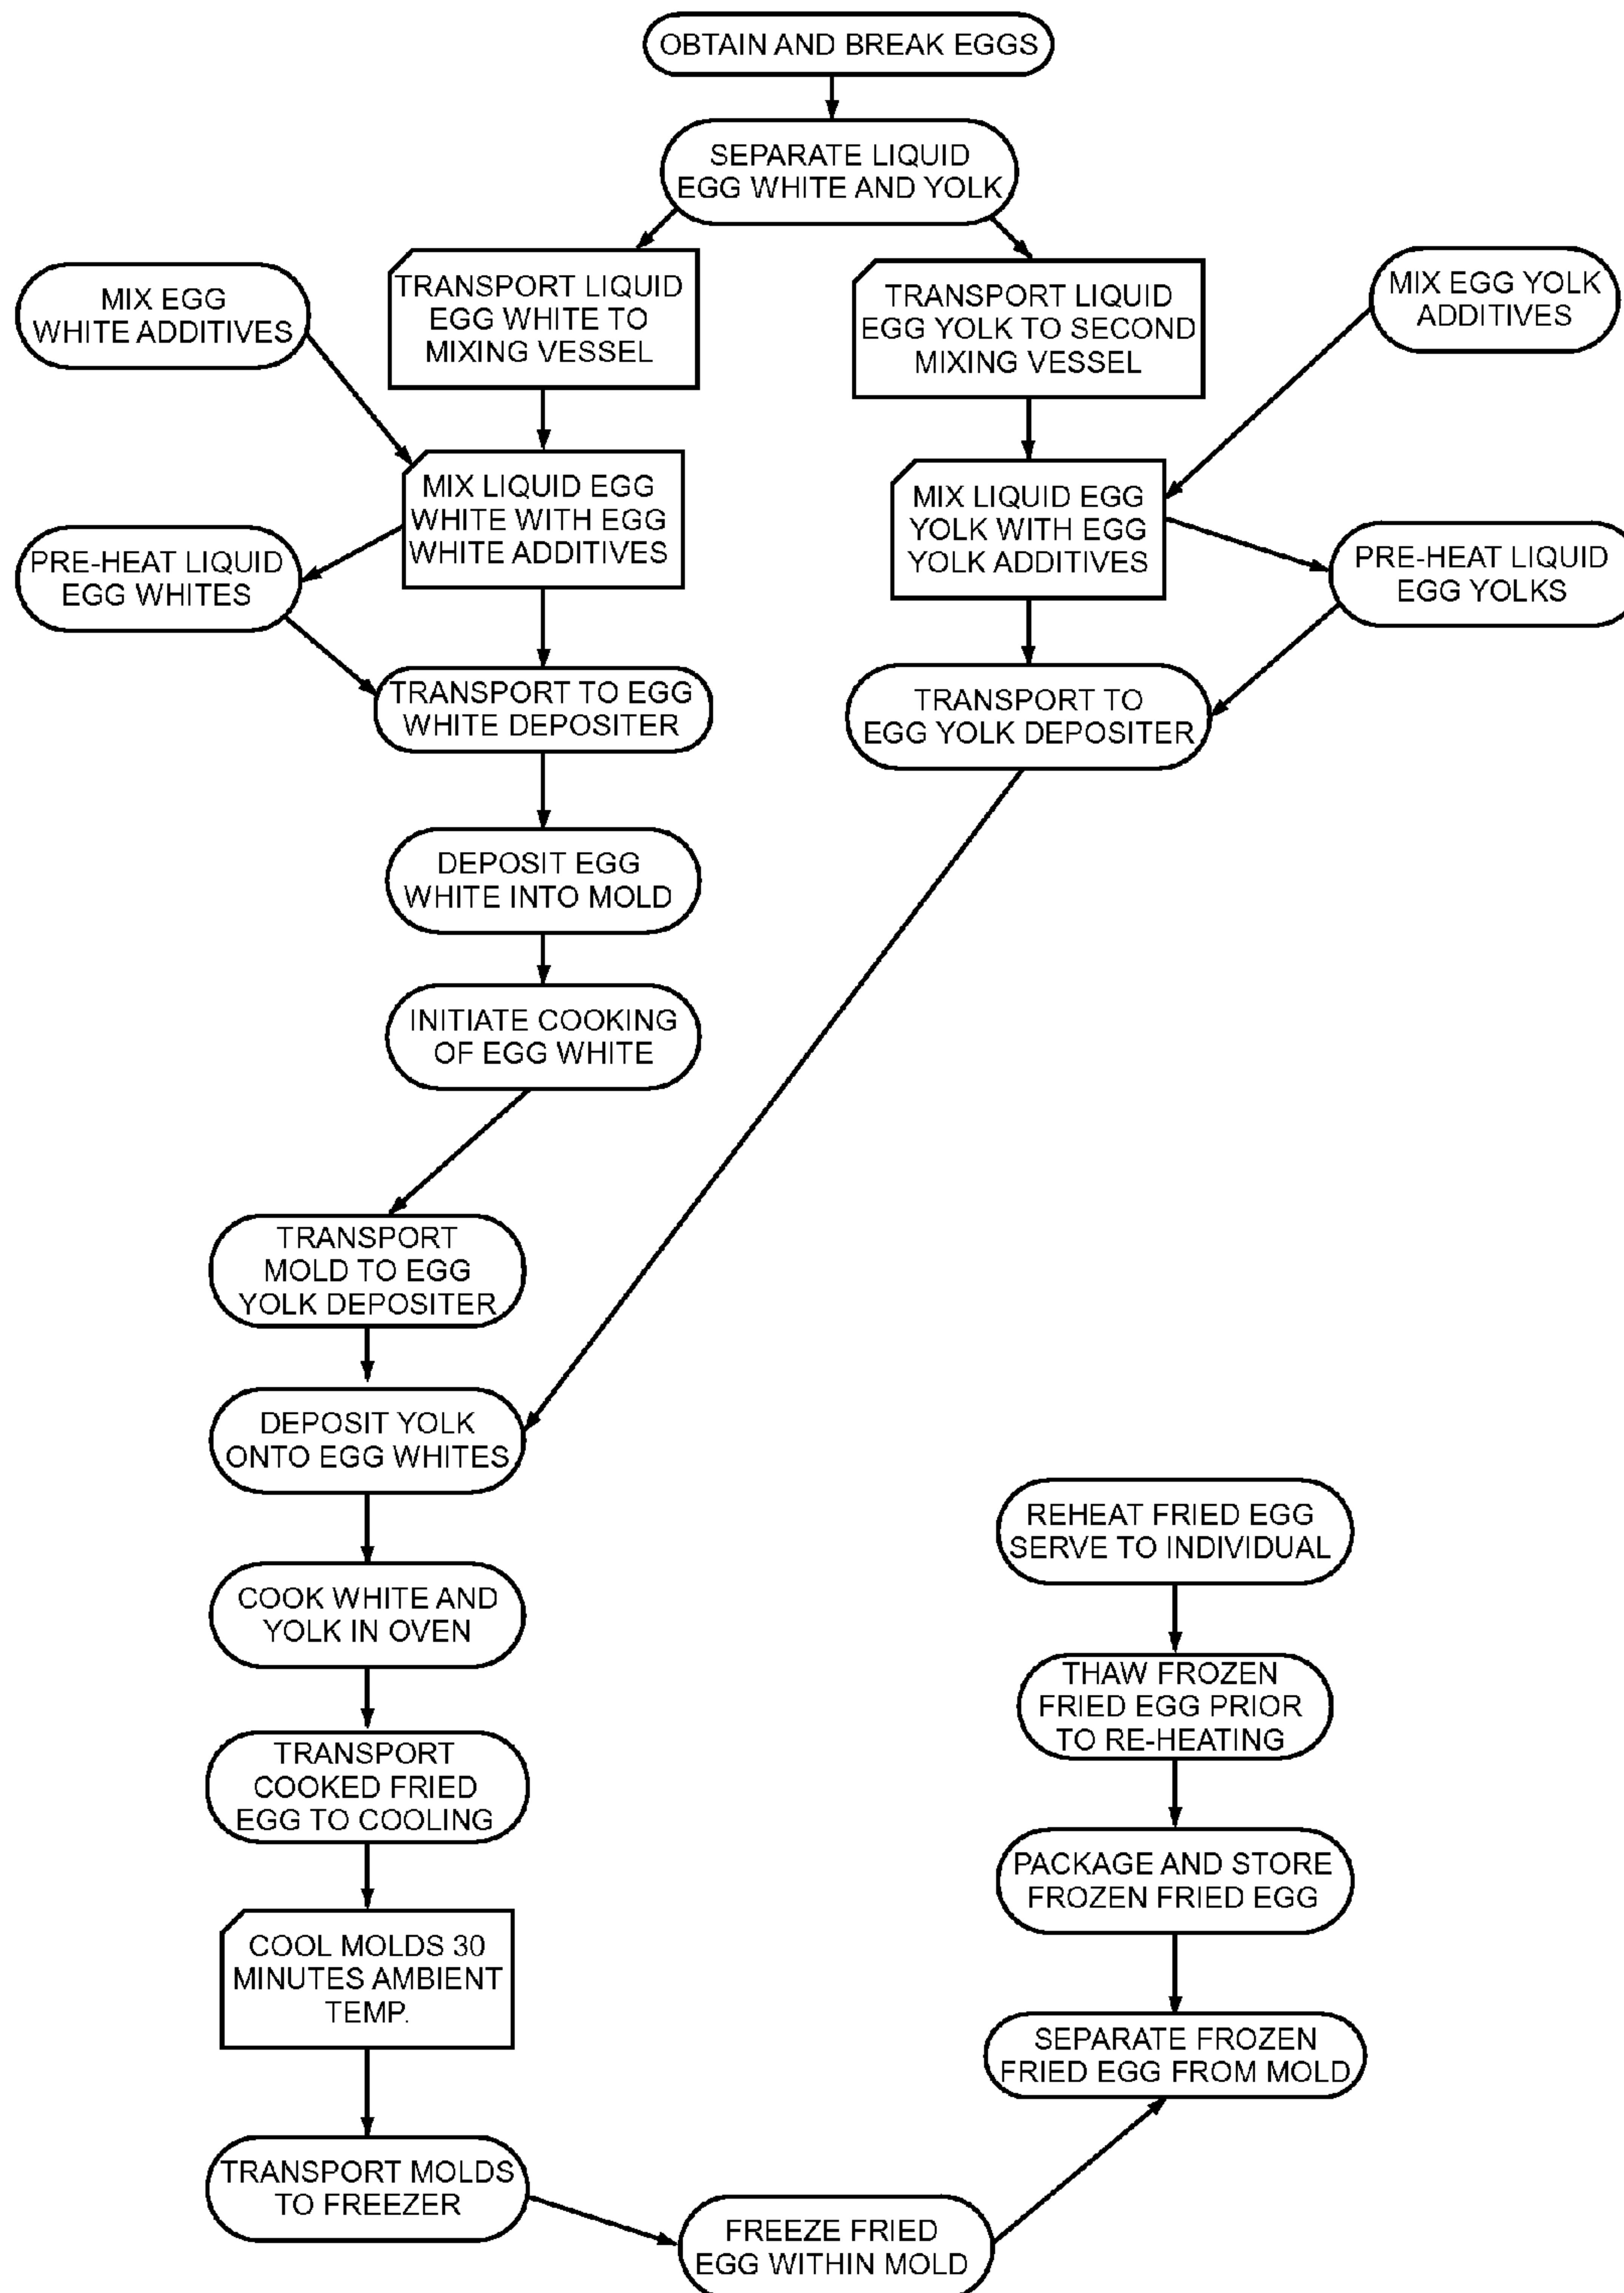 OBTAIN AND BREAK EGGS
SEPARATE LIQUID
EGG WHITE AND YOLK
MIX EGG
WHITE ADDITIVES
TRANSPORT LIQUID
EGG WHITE TO
MIXING VESSEL
TRANSPORT LIQUID
EGG YOLK TO SECOND
MIXING VESSEL
MIX EGG YOLK
ADDITIVES
MIX LIQUID EGG
WHITE WITH EGG
WHITE ADDITIVES
MIX LIQUID EGG
YOLK WITH EGG
YOLK ADDITIVES
PRE-HEAT LIQUID
EGG WHITES
PRE-HEAT LIQUID
EGG YOLKS
TRANSPORT TO EGG
WHITE DEPOSITER
TRANSPORT TO
EGG YOLK DEPOSITER
DEPOSIT EGG
WHITE INTO MOLD
INITIATE COOKING
OF EGG WHITE
TRANSPORT
MOLD TO EGG
YOLK DEPOSITER
DEPOSIT YOLK
ONTO EGG WHITES
COOK WHITE AND
YOLK IN OVEN
TRANSPORT
COOKED FRIED
EGG TO COOLING
COOL MOLDS 30
MINUTES AMBIENT
TEMP.
TRANSPORT MOLDS
TO FREEZER
FREEZE FRIED
EGG WITHIN MOLD
REHEAT FRIED EGG
SERVE TO INDIVIDUAL
THAW FROZEN
FRIED EGG PRIOR
TO RE-HEATING
PACKAGE AND STORE
FROZEN FRIED EGG
SEPARATE FROZEN
FRIED EGG FROM MOLD